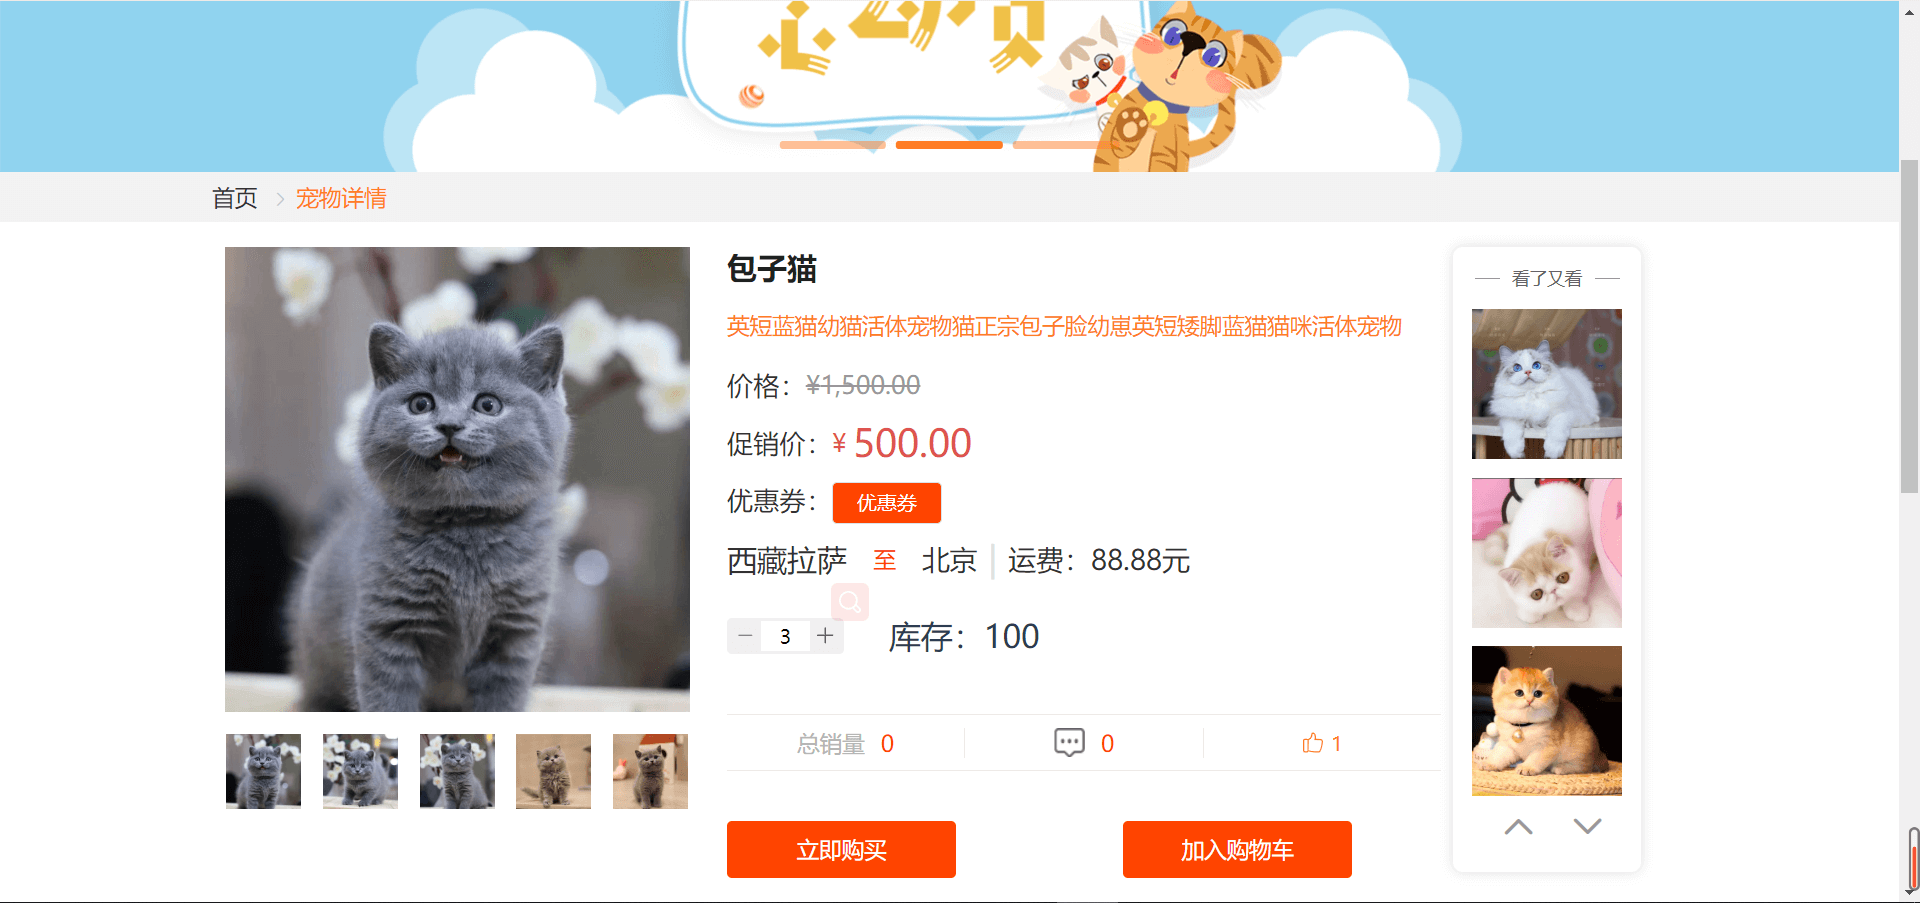 首页 > 宠物详情
包子猫
英短蓝猫幼猫活体宠物猫正宗包子脸幼崽英短矮脚蓝猫猫咪活体宠物
价格：¥1,500.00
促销价：¥ 500.00
优惠券： 优惠券
西藏拉萨 至 北京 运费：88.88元
− 3 + 库存：100
总销量 0 0 1
立即购买 加入购物车
看了又看